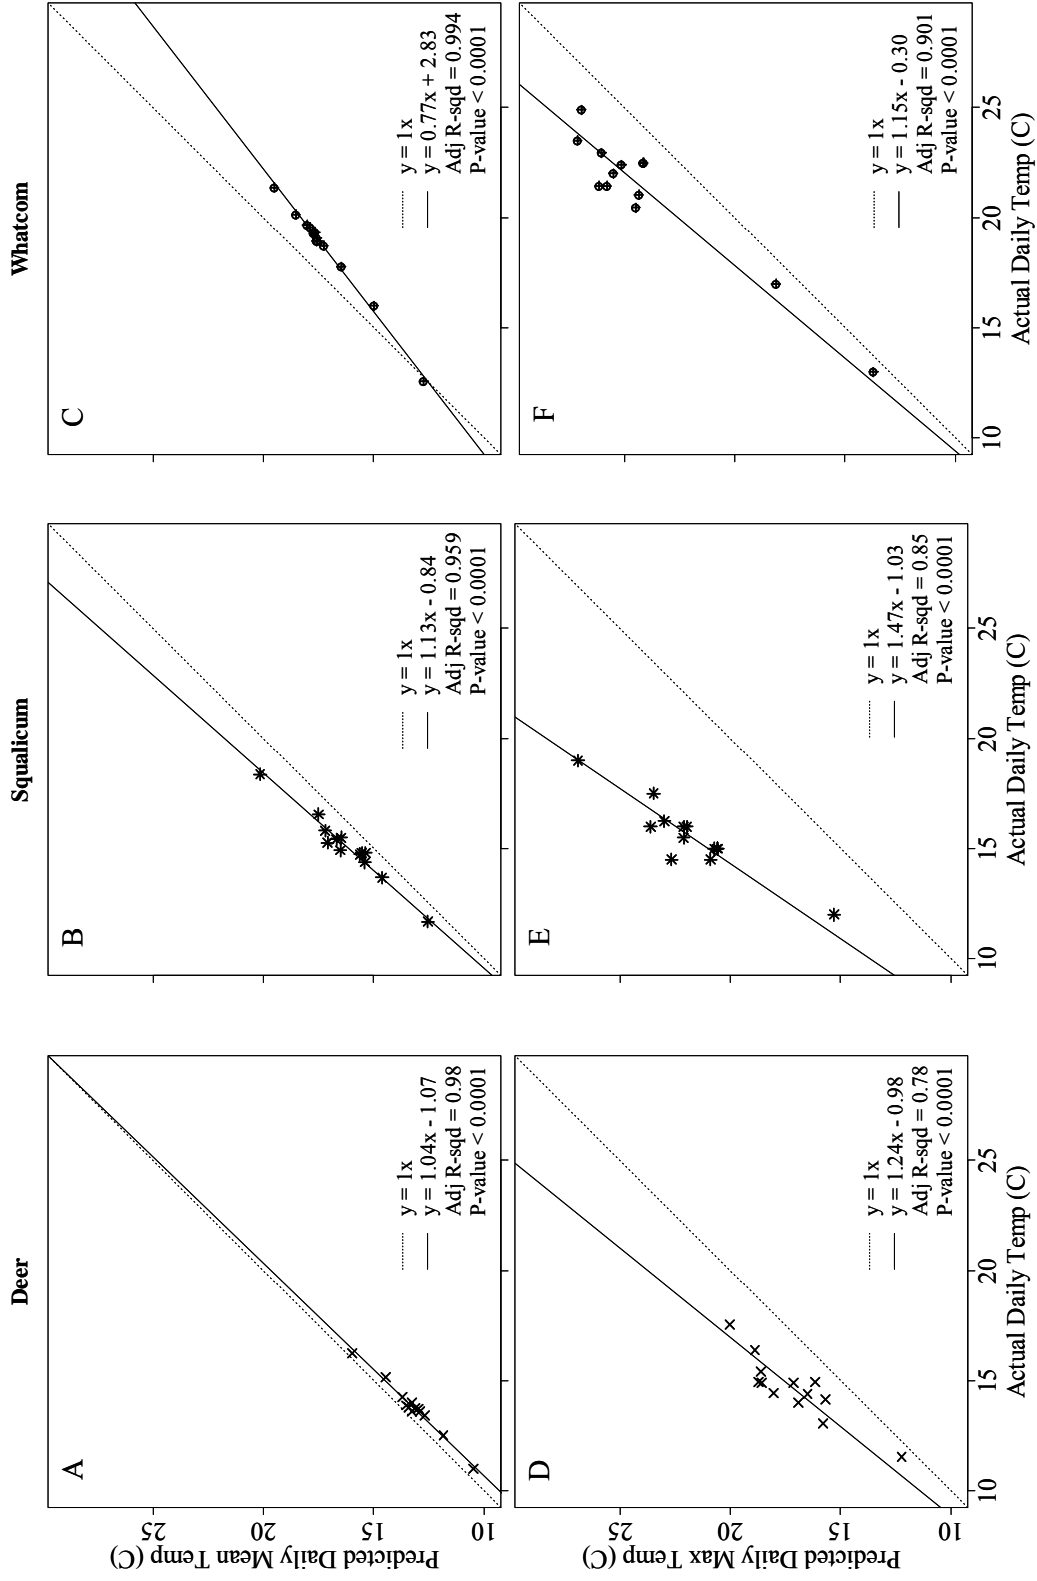 Deer
Squalicum
Whatcom
Predicted Daily Mean Temp (C)
25
20
15
10
A
y = 1x
y = 1.04x - 1.07
Adj R-sqd = 0.98
P-value < 0.0001
B
y = 1x
y = 1.13x - 0.84
Adj R-sqd = 0.959
P-value < 0.0001
C
y = 1x
y = 0.77x + 2.83
Adj R-sqd = 0.994
P-value < 0.0001
Predicted Daily Max Temp (C)
25
20
15
10
D
y = 1x
y = 1.24x - 0.98
Adj R-sqd = 0.78
P-value < 0.0001
10
15
20
25
Actual Daily Temp (C)
E
y = 1x
y = 1.47x - 1.03
Adj R-sqd = 0.85
P-value < 0.0001
10
15
20
25
Actual Daily Temp (C)
F
y = 1x
y = 1.15x - 0.30
Adj R-sqd = 0.901
P-value < 0.0001
10
15
20
25
Actual Daily Temp (C)